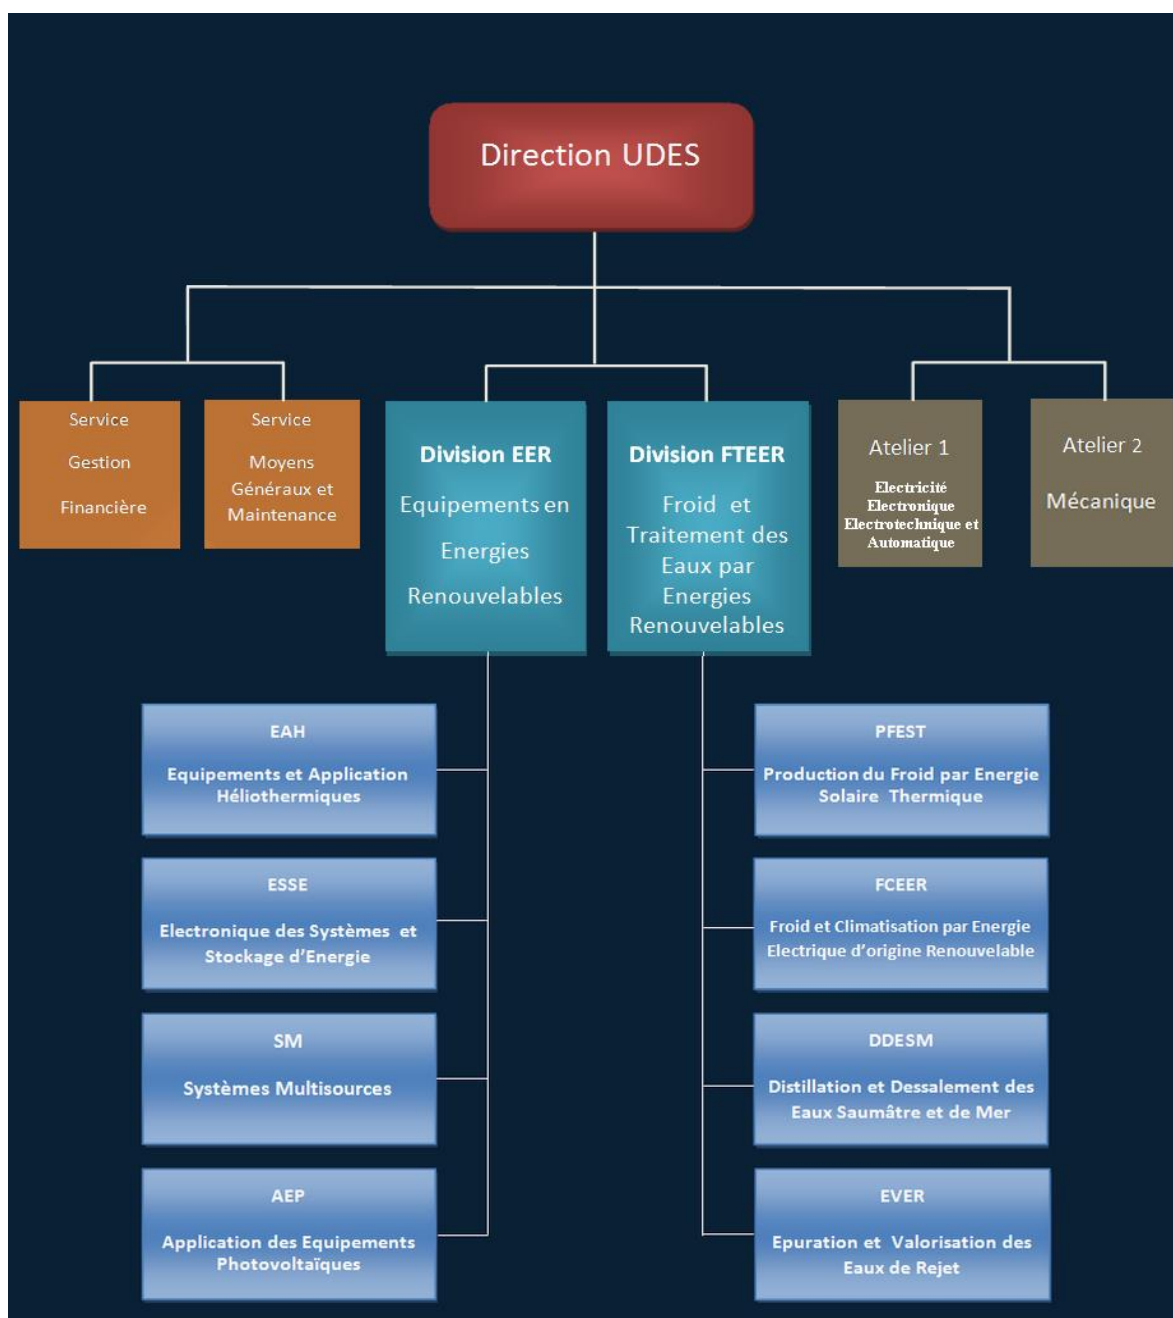 Direction UDES
Service
Gestion
Financière
Service
Moyens
Généraux et
Maintenance
Division EER
Equipements en
Energies
Renouvelables
Division FTEER
Froid et
Traitement des
Eaux par
Energies
Renouvelables
Atelier 1
Electricité
Electronique
Electrotechnique et
Automatique
Atelier 2
Mécanique
EAH
Equipements et Application
Héliothermiques
ESSE
Electronique des Systèmes et
Stockage d’Energie
SM
Systèmes Multisources
AEP
Application des Equipements
Photovoltaïques
PFEST
Production du Froid par Energie
Solaire Thermique
FCEER
Froid et Climatisation par Energie
Electrique d’origine Renouvelable
DDESM
Distillation et Dessalement des
Eaux Saumâtre et de Mer
EVER
Epuration et Valorisation des
Eaux de Rejet